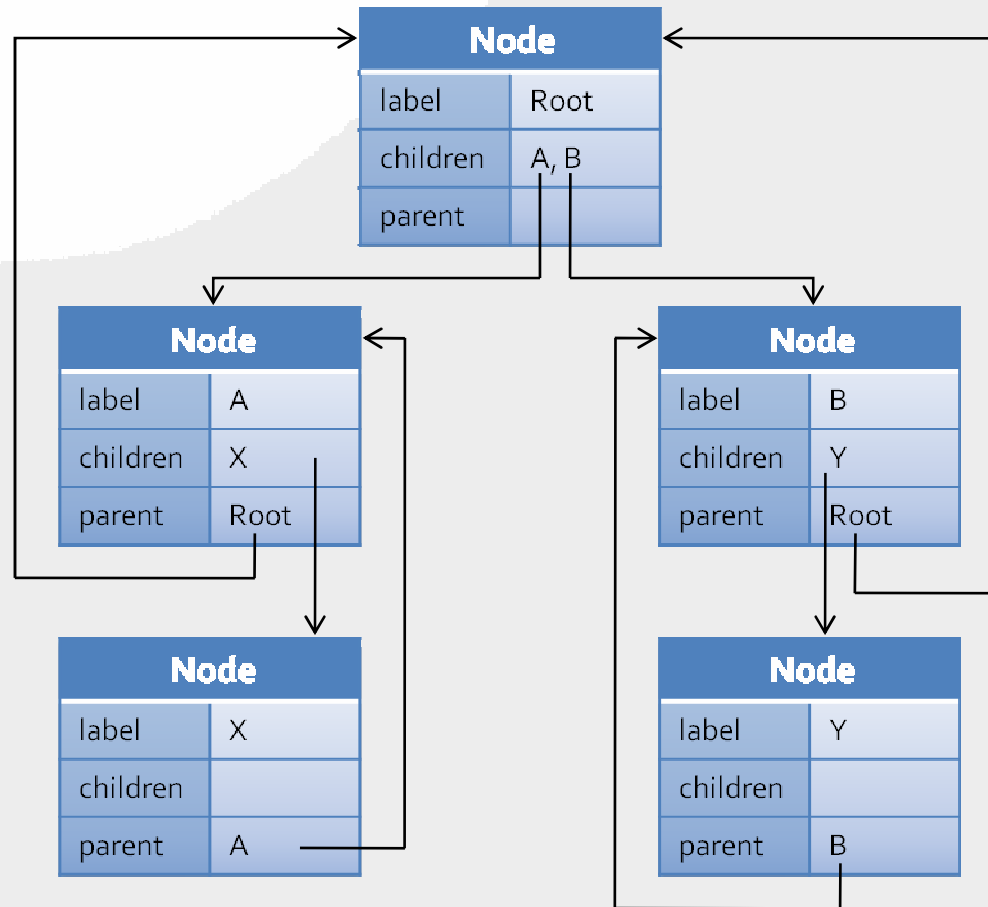 Node
label Root
children A, B
parent
Node
label A
children X
parent Root
Node
label B
children Y
parent Root
Node
label X
children
parent A
Node
label Y
children
parent B